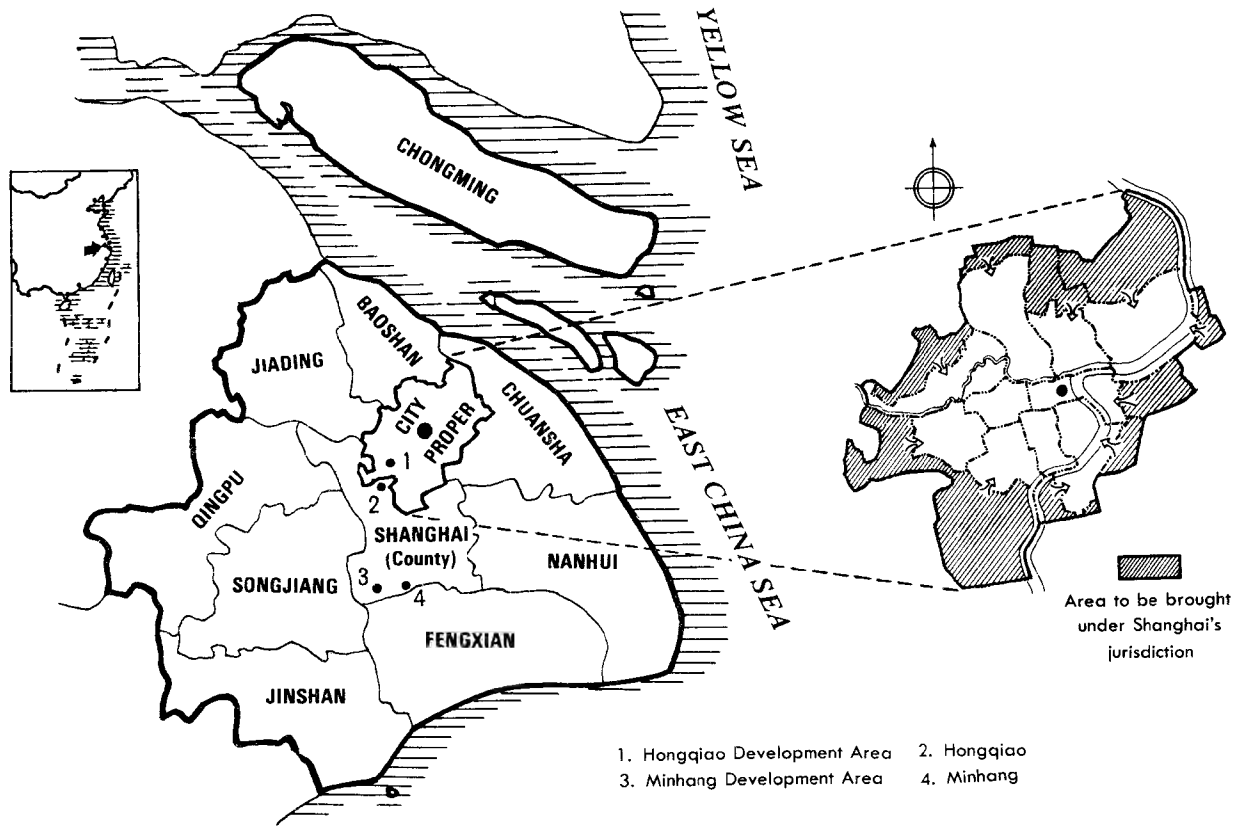 YELLOW SEA
CHONGMING
BAOSHAN
JIADING
CITY
PROPER
CHUANSHA
1
2
QINGPU
EAST CHINA SEA
SHANGHAI
(County)
NANHUI
SONGJIANG
3
4
FENGXIAN
JINSHAN
Area to be brought
under Shanghai's
jurisdiction
1. Hongqiao Development Area 2. Hongqiao
3. Minhang Development Area 4. Minhang